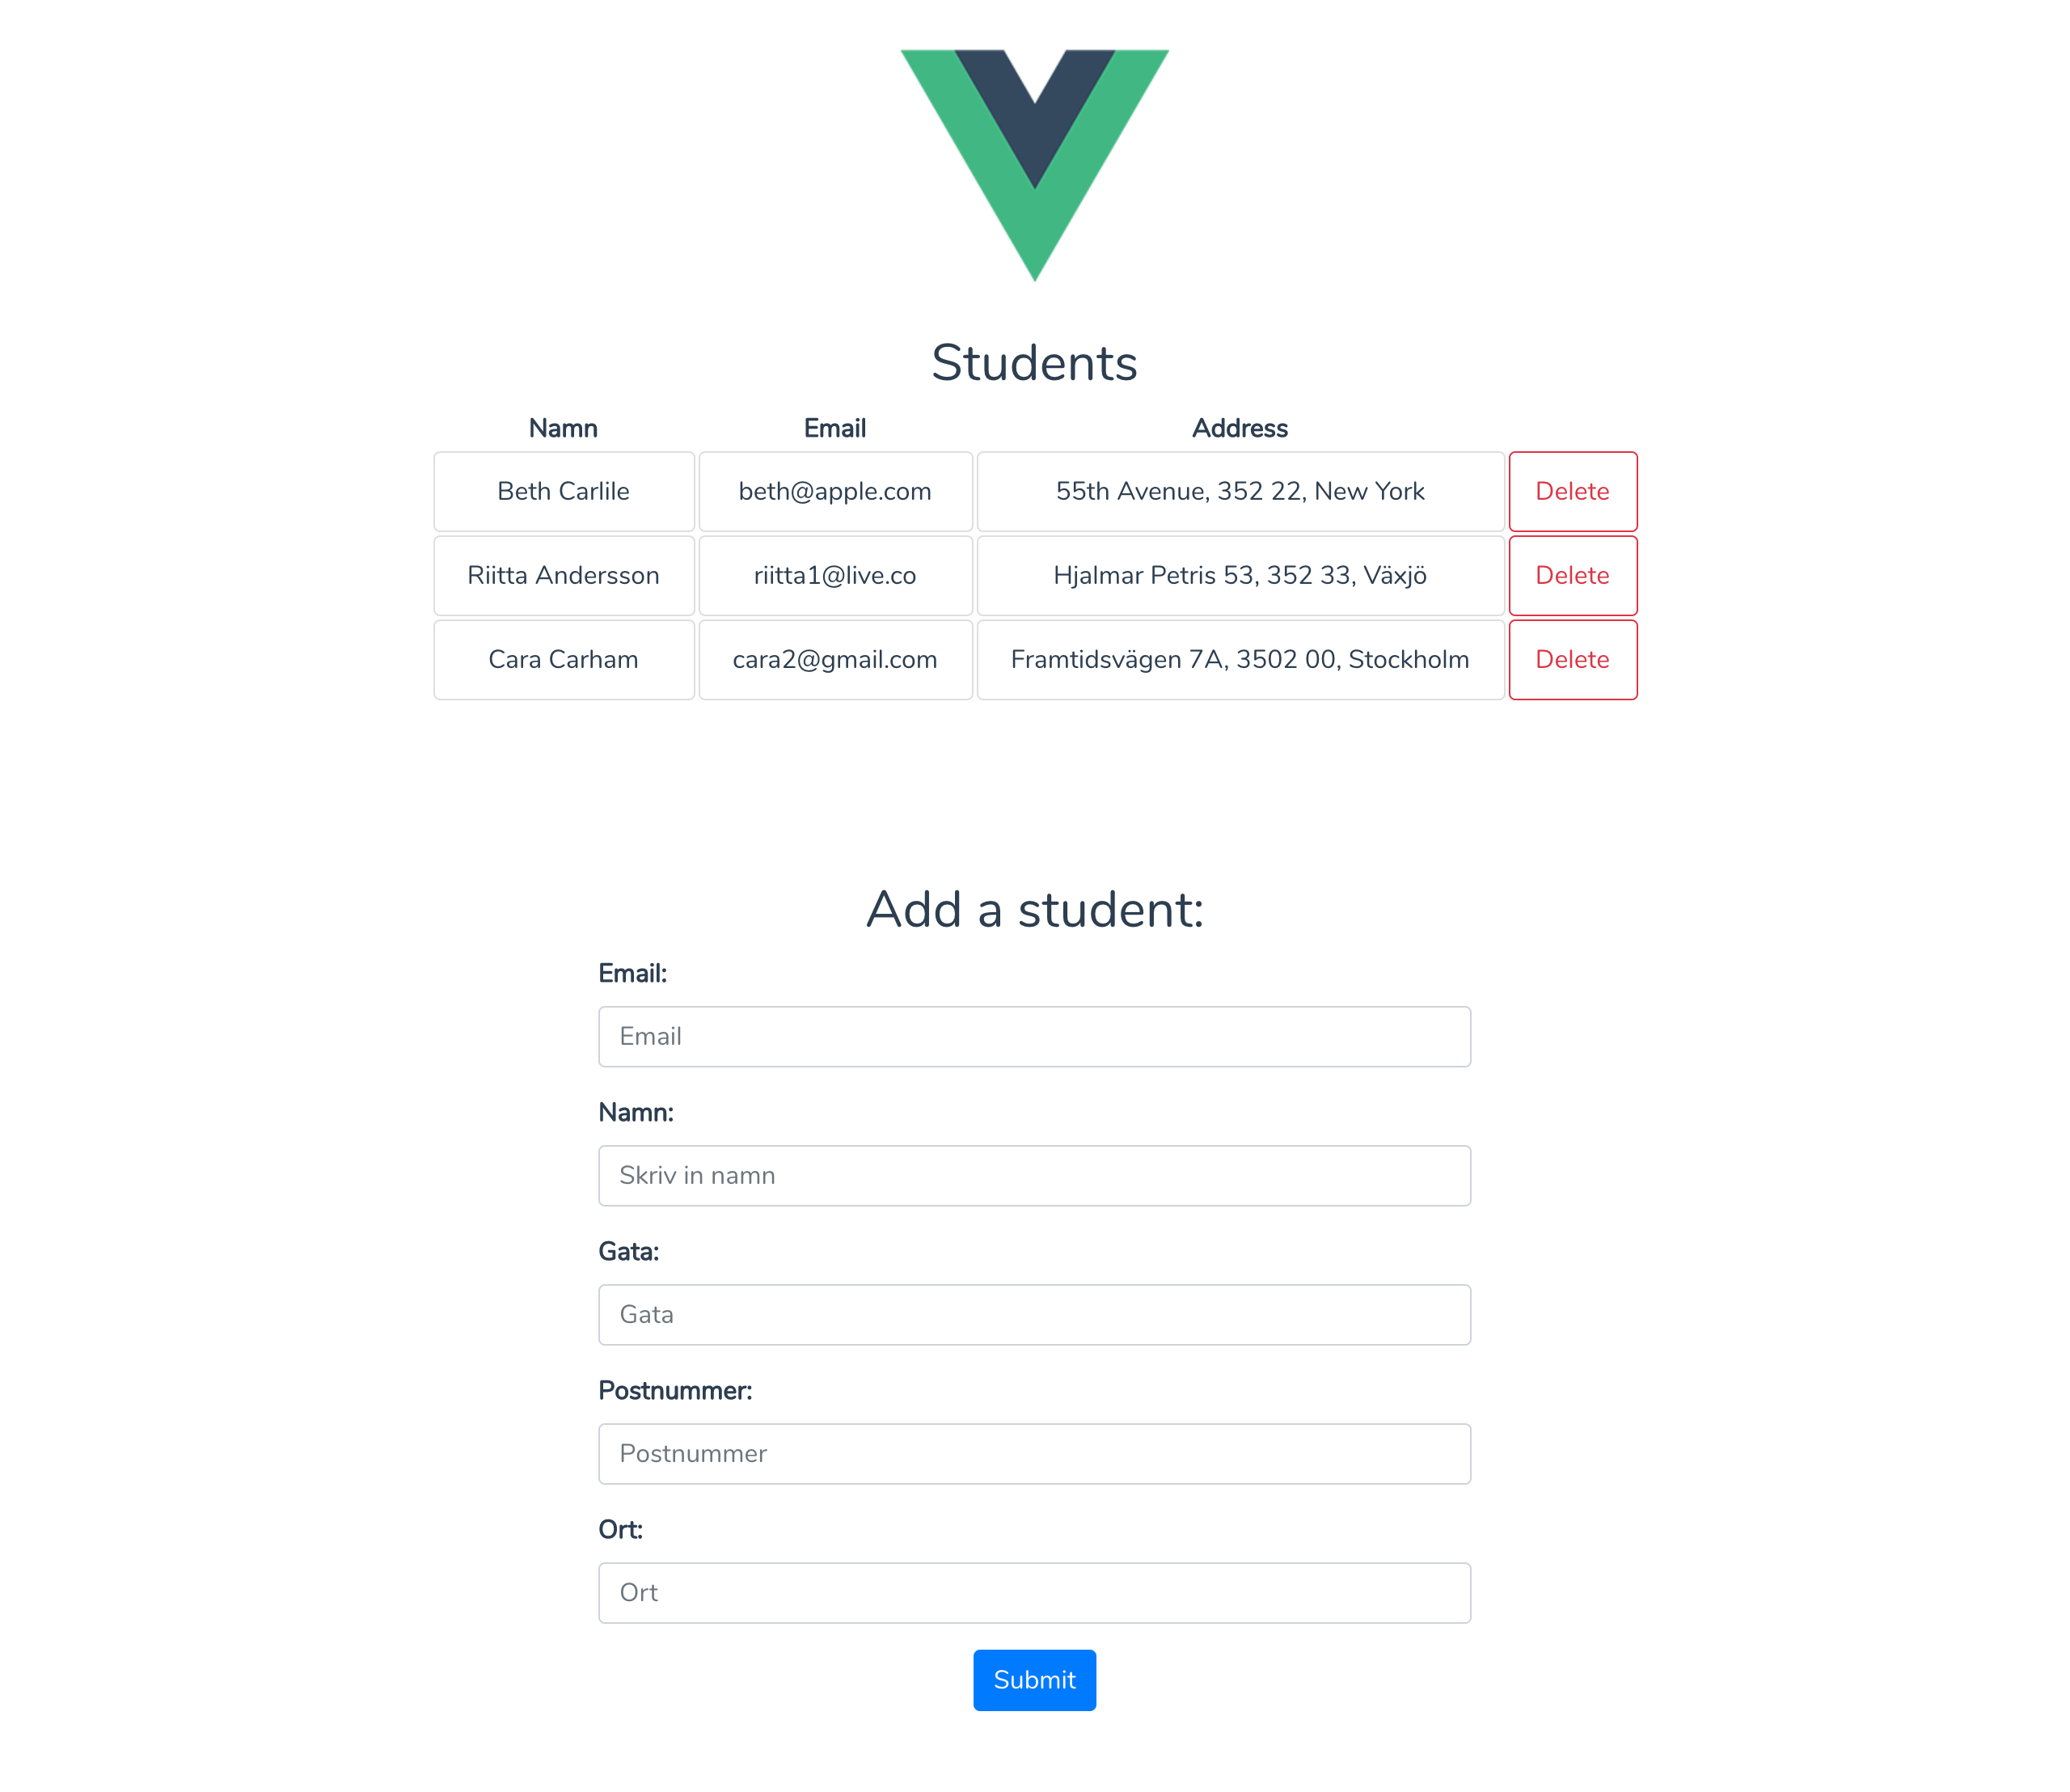 Students
Namn Email Address
Beth Carlile beth@apple.com 55th Avenue, 352 22, New York Delete
Riitta Andersson riitta1@live.co Hjalmar Petris 53, 352 33, Växjö Delete
Cara Carham cara2@gmail.com Framtidsvägen 7A, 3502 00, Stockholm Delete
Add a student:
Email:
Email
Namn:
Skriv in namn
Gata:
Gata
Postnummer:
Postnummer
Ort:
Ort
Submit